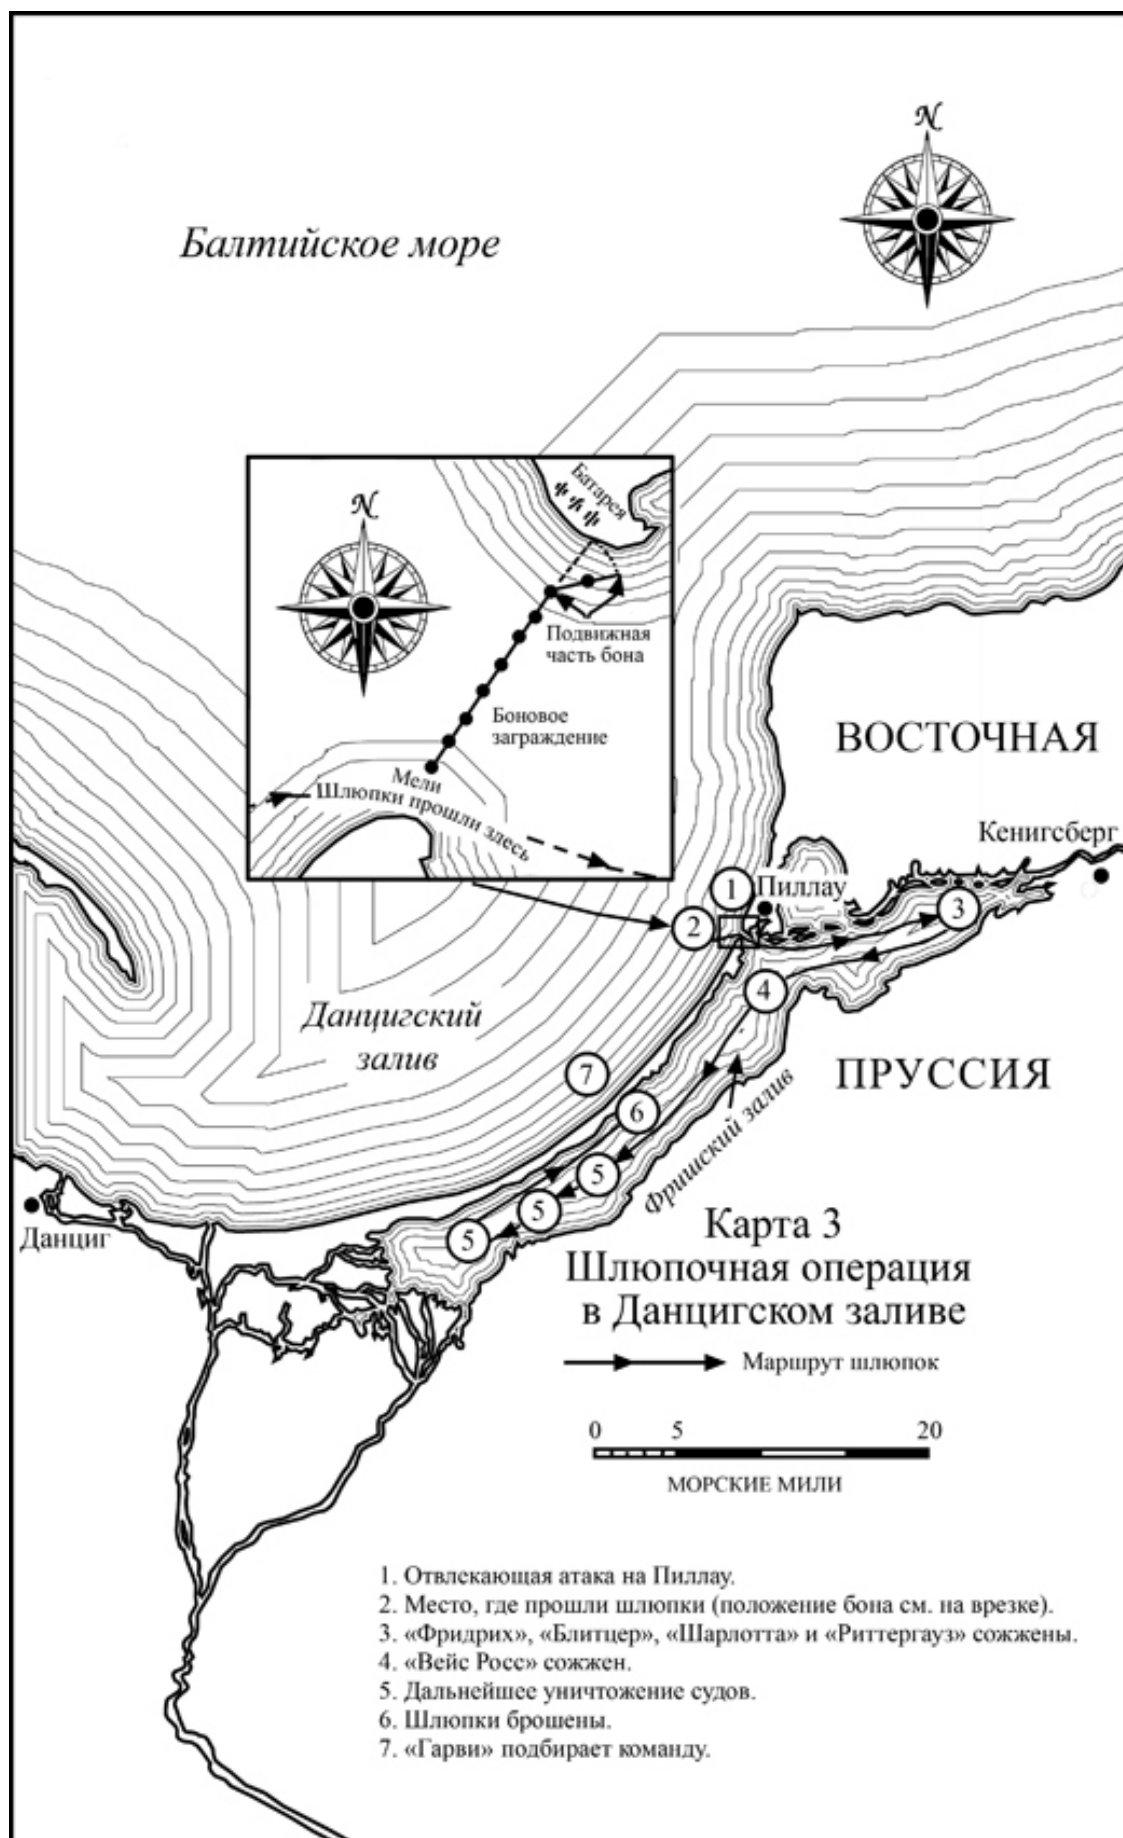 N
Балтийское море
Батарея
N
Подвижная
часть бона
Боновое
заграждение
Мели
Шлюпки прошли здесь
ВОСТОЧНАЯ
Кенигсберг
1
Пиллау
2
3
4
Данцигский
залив
ПРУССИЯ
7
6
Фришский залив
5
5
5
Данциг
Карта 3
Шлюпочная операция
в Данцигском заливе
Маршрут шлюпок
0 5 20
МОРСКИЕ МИЛИ
1. Отвлекающая атака на Пиллау.
2. Место, где прошли шлюпки (положение бона см. на врезке).
3. «Фридрих», «Блитцер», «Шарлотта» и «Риттергауз» сожжены.
4. «Вейс Росс» сожжен.
5. Дальнейшее уничтожение судов.
6. Шлюпки брошены.
7. «Гарви» подбирает команду.